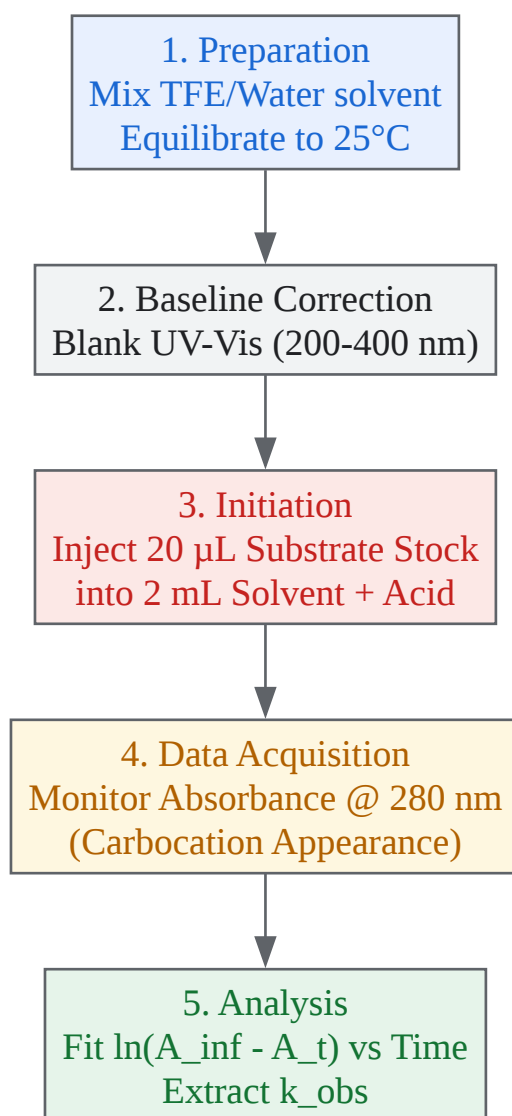 1. Preparation
Mix TFE/Water solvent
Equilibrate to 25°C
2. Baseline Correction
Blank UV-Vis (200-400 nm)
3. Initiation
Inject 20 µL Substrate Stock
into 2 mL Solvent + Acid
4. Data Acquisition
Monitor Absorbance @ 280 nm
(Carbocation Appearance)
5. Analysis
Fit ln(A_inf - A_t) vs Time
Extract k_obs